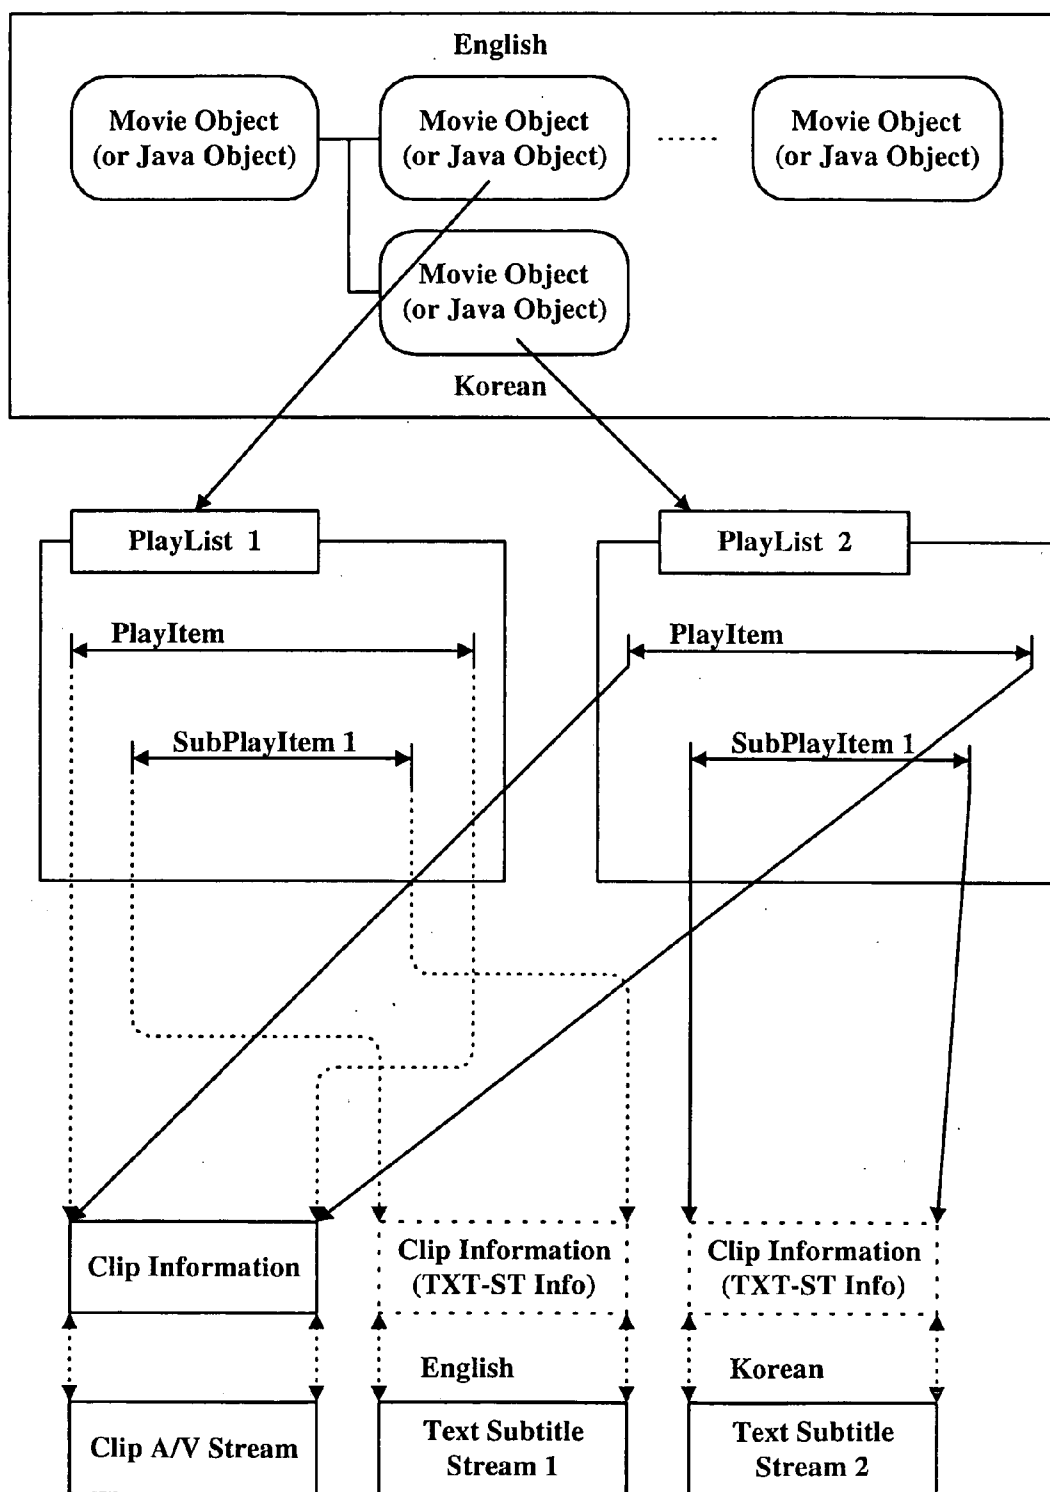 English
Movie Object
(or Java Object)
Movie Object
(or Java Object)
Movie Object
(or Java Object)
Movie Object
(or Java Object)
Korean
PlayList 1
PlayList 2
PlayItem
PlayItem
SubPlayItem 1
SubPlayItem 1
Clip Information
Clip Information
(TXT-ST Info)
Clip Information
(TXT-ST Info)
English
Korean
Clip A/V Stream
Text Subtitle
Stream 1
Text Subtitle
Stream 2